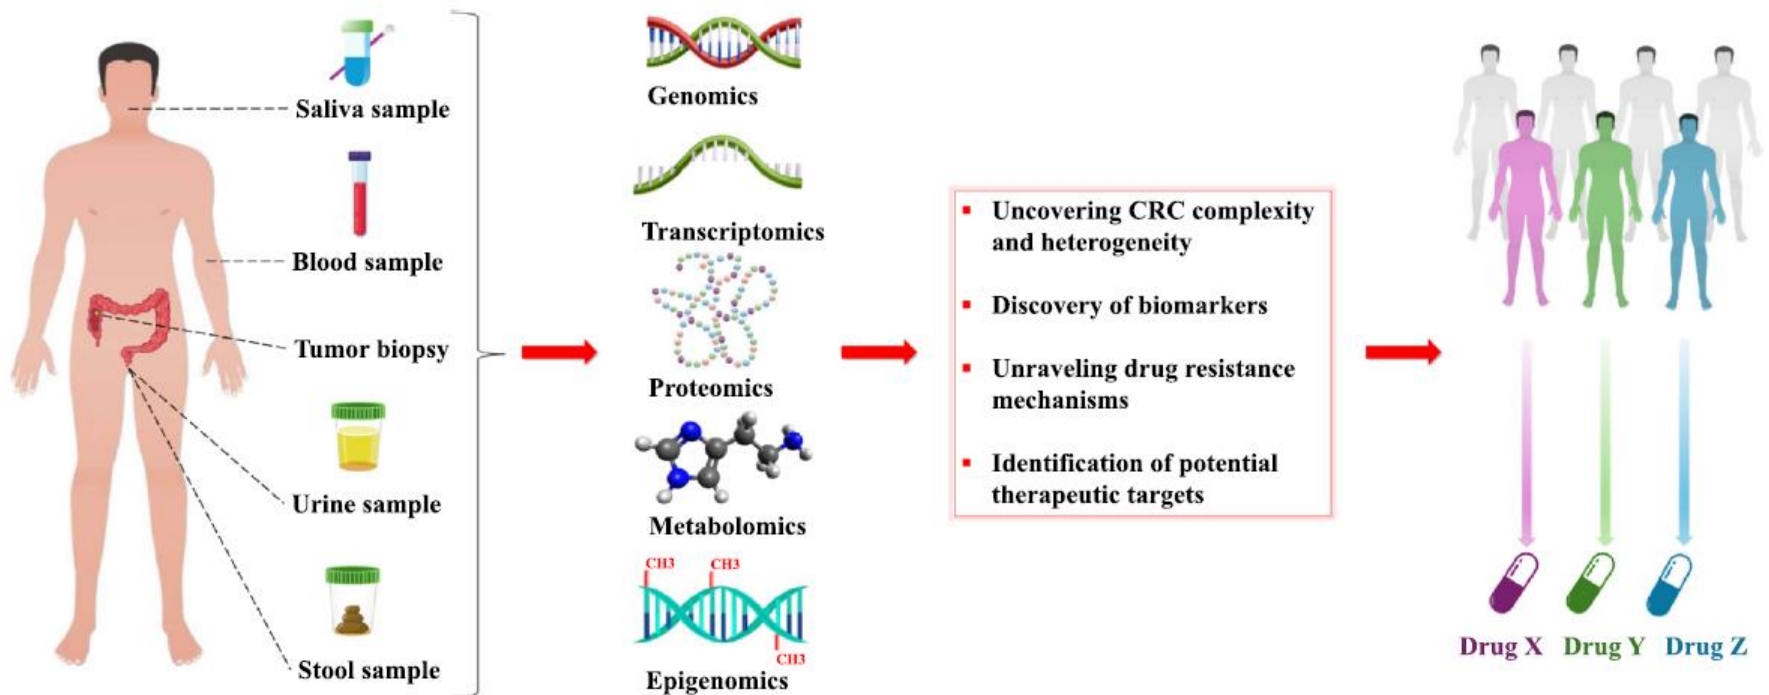 Saliva sample
Blood sample
Tumor biopsy
Urine sample
Stool sample
Genomics
Transcriptomics
Proteomics
Metabolomics
CH3
CH3
CH3
Epigenomics
Uncovering CRC complexity
and heterogeneity
Discovery of biomarkers
Unraveling drug resistance
mechanisms
Identification of potential
therapeutic targets
Drug X
Drug Y
Drug Z